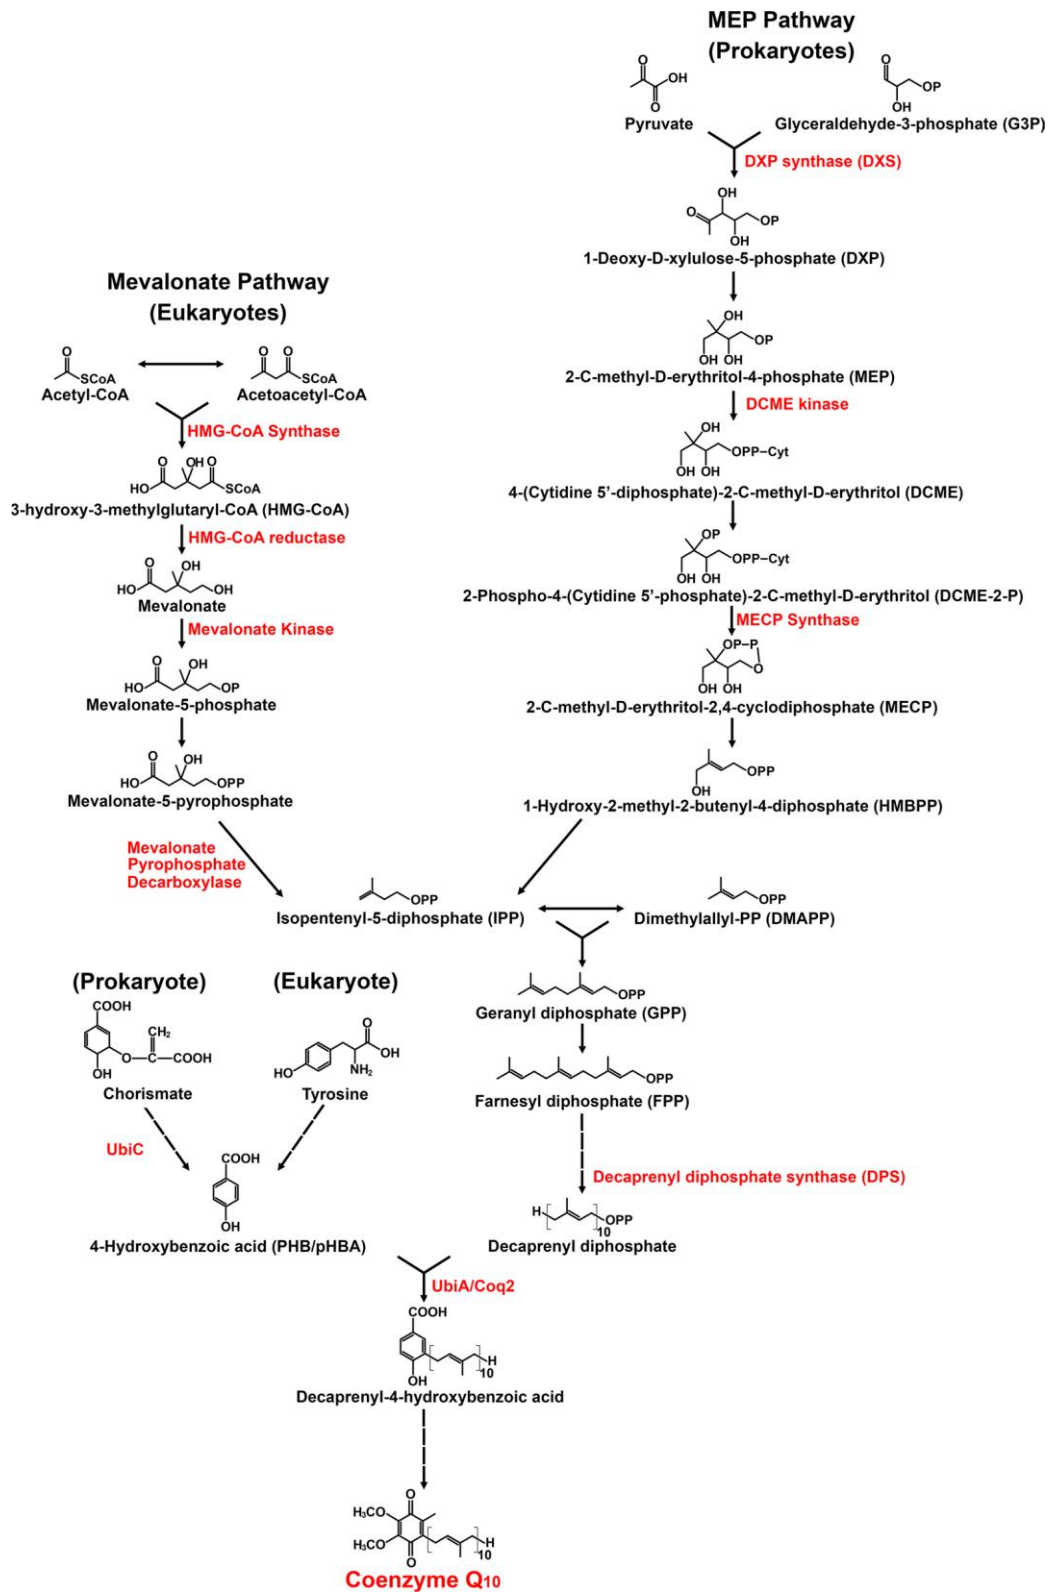 MEP Pathway
(Prokaryotes)
O
OH
O
Pyruvate
O
OP
OH
Glyceraldehyde-3-phosphate (G3P)
DXP synthase (DXS)
OH
O
OP
OH
1-Deoxy-D-xylulose-5-phosphate (DXP)
OH
OP
OH OH
2-C-methyl-D-erythritol-4-phosphate (MEP)
DCME kinase
OH
OPP–Cyt
OH OH
4-(Cytidine 5’-diphosphate)-2-C-methyl-D-erythritol (DCME)
OP
OPP–Cyt
OH OH
2-Phospho-4-(Cytidine 5’-phosphate)-2-C-methyl-D-erythritol (DCME-2-P)
MECP Synthase
OP–P
O
OH OH
2-C-methyl-D-erythritol-2,4-cyclodiphosphate (MECP)
OPP
OH
1-Hydroxy-2-methyl-2-butenyl-4-diphosphate (HMBPP)
Mevalonate Pathway
(Eukaryotes)
O
SCoA
Acetyl-CoA
O O
SCoA
Acetoacetyl-CoA
HMG-CoA Synthase
O OH O
HO SCoA
3-hydroxy-3-methylglutaryl-CoA (HMG-CoA)
HMG-CoA reductase
O OH
HO OH
Mevalonate
Mevalonate Kinase
O OH
HO OP
Mevalonate-5-phosphate
O OH
HO OPP
Mevalonate-5-pyrophosphate
Mevalonate
Pyrophosphate
Decarboxylase
OPP
Isopentenyl-5-diphosphate (IPP)
OPP
Dimethylallyl-PP (DMAPP)
OPP
Geranyl diphosphate (GPP)
OPP
Farnesyl diphosphate (FPP)
Decaprenyl diphosphate synthase (DPS)
H OPP
10
Decaprenyl diphosphate
(Prokaryote)
COOH
CH2
O–C–COOH
OH
Chorismate
(Eukaryote)
O
OH
HO NH2
Tyrosine
UbiC
COOH
OH
4-Hydroxybenzoic acid (PHB/pHBA)
UbiA/Coq2
COOH
H
10
OH
Decaprenyl-4-hydroxybenzoic acid
O
H3CO
H3CO
H
10
O
Coenzyme Q10